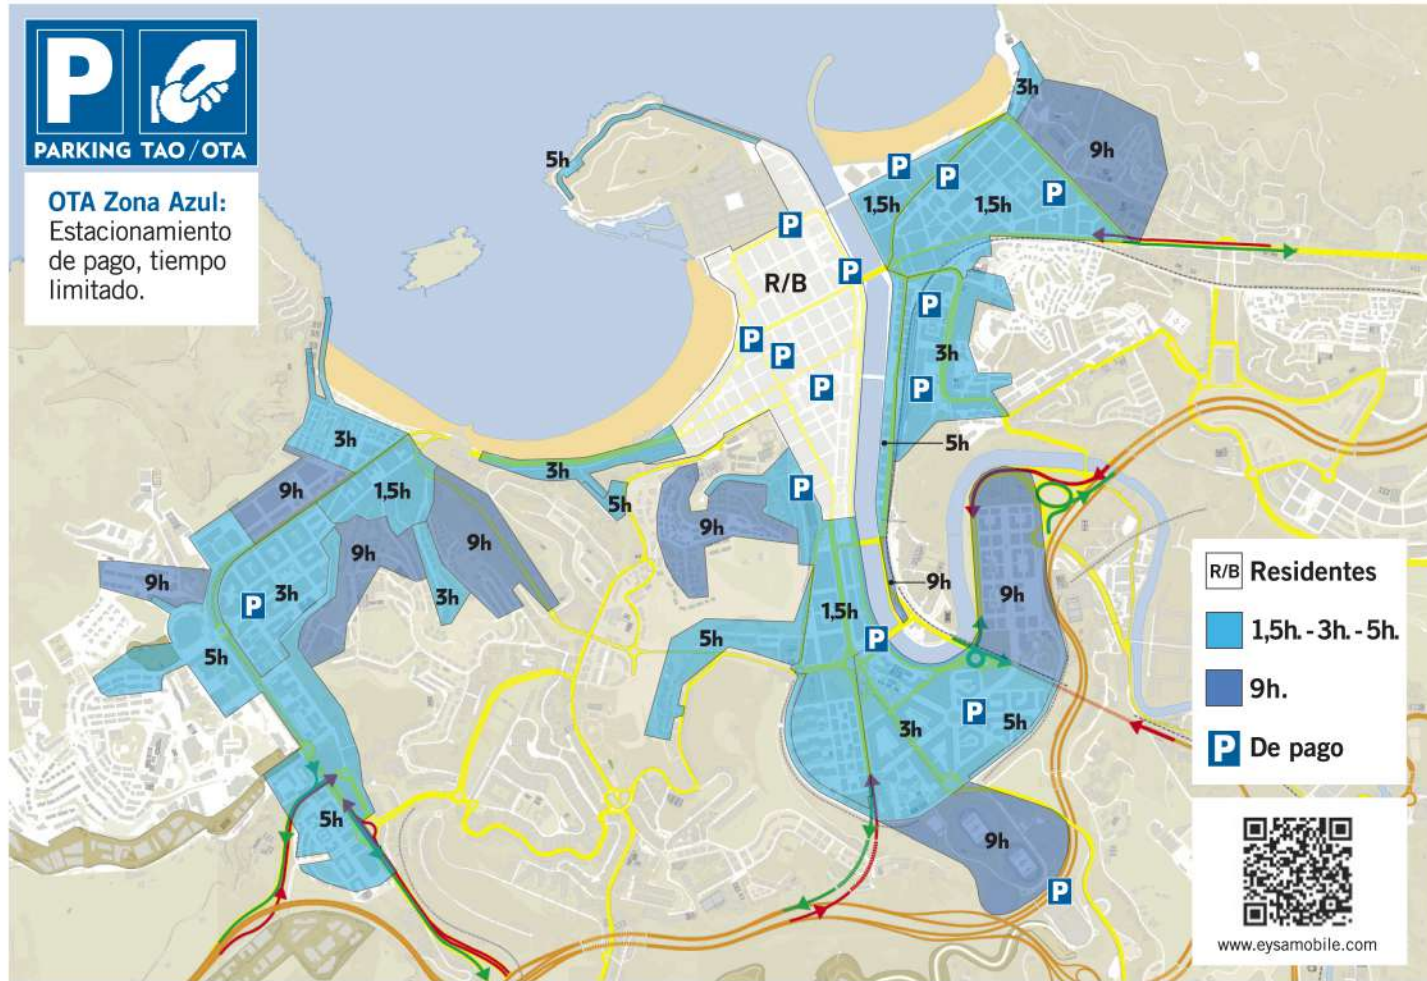 P
PARKING TAO / OTA
OTA Zona Azul:
Estacionamiento
de pago, tiempo
limitado.
3h
9h
5h
P
P
1,5h
P
1,5h
P
P
R/B
P
P
P
3h
P
P
P
P
3h
5h
3h
9h
1,5h
5h
P
9h
9h
9h
9h
9h
3h
P
3h
9h
1,5h
9h
5h
P
5h
P
3h
5h
5h
9h
P
R/B Residentes
1,5h. - 3h. - 5h.
9h.
P De pago
www.eysamobile.com